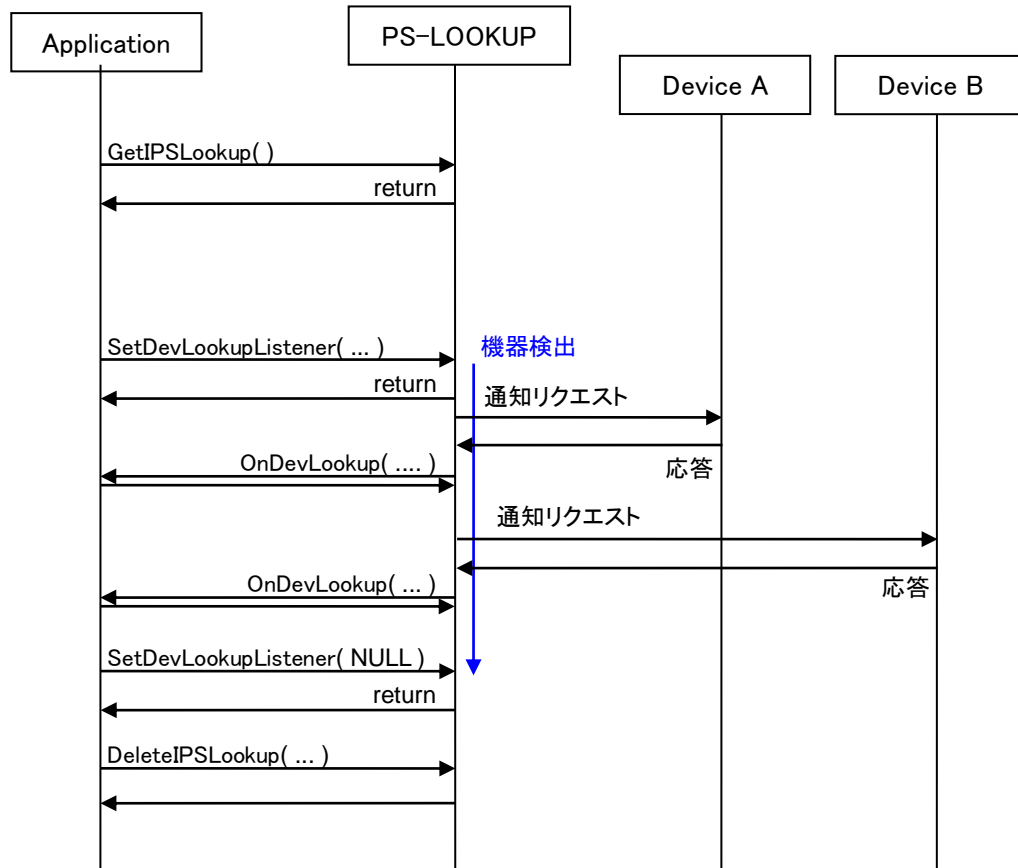 Application
PS-LOOKUP
Device A
Device B
GetIPSLookup( )
return
SetDevLookupListener( ... )
機器検出
return
通知リクエスト
OnDevLookup( .... )
応答
通知リクエスト
OnDevLookup( ... )
応答
SetDevLookupListener( NULL )
return
DeleteIPSLookup( ... )